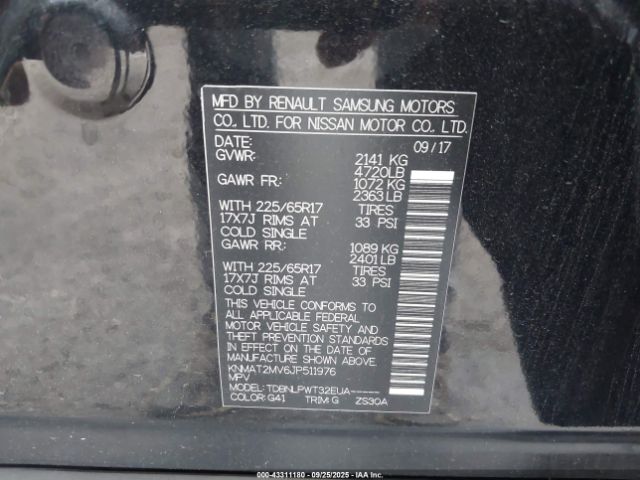 MFD BY RENAULT SAMSUNG MOTORS
CO., LTD. FOR NISSAN MOTOR CO., LTD.
DATE: 09/17
GVWR: 2141 KG
4720LB
GAWR FR: 1072 KG
2363 LB
WITH 225/65R17 TIRES
17X7J RIMS AT 33 PSI
COLD SINGLE
GAWR RR: 1089 KG
2401 LB
WITH 225/65R17 TIRES
17X7J RIMS AT 33 PSI
COLD SINGLE
THIS VEHICLE CONFORMS TO
ALL APPLICABLE FEDERAL
MOTOR VEHICLE SAFETY AND
THEFT PREVENTION STANDARDS
IN EFFECT ON THE DATE OF
MANUFACTURE SHOWN ABOVE.
KNMAT2MV6JP511976
MPV
MODEL: TDBNLPWT32EUA-----
COLOR: G41 TRIM: G ZS30A
000-43311180 - 09/25/2025 - IAAI.COM